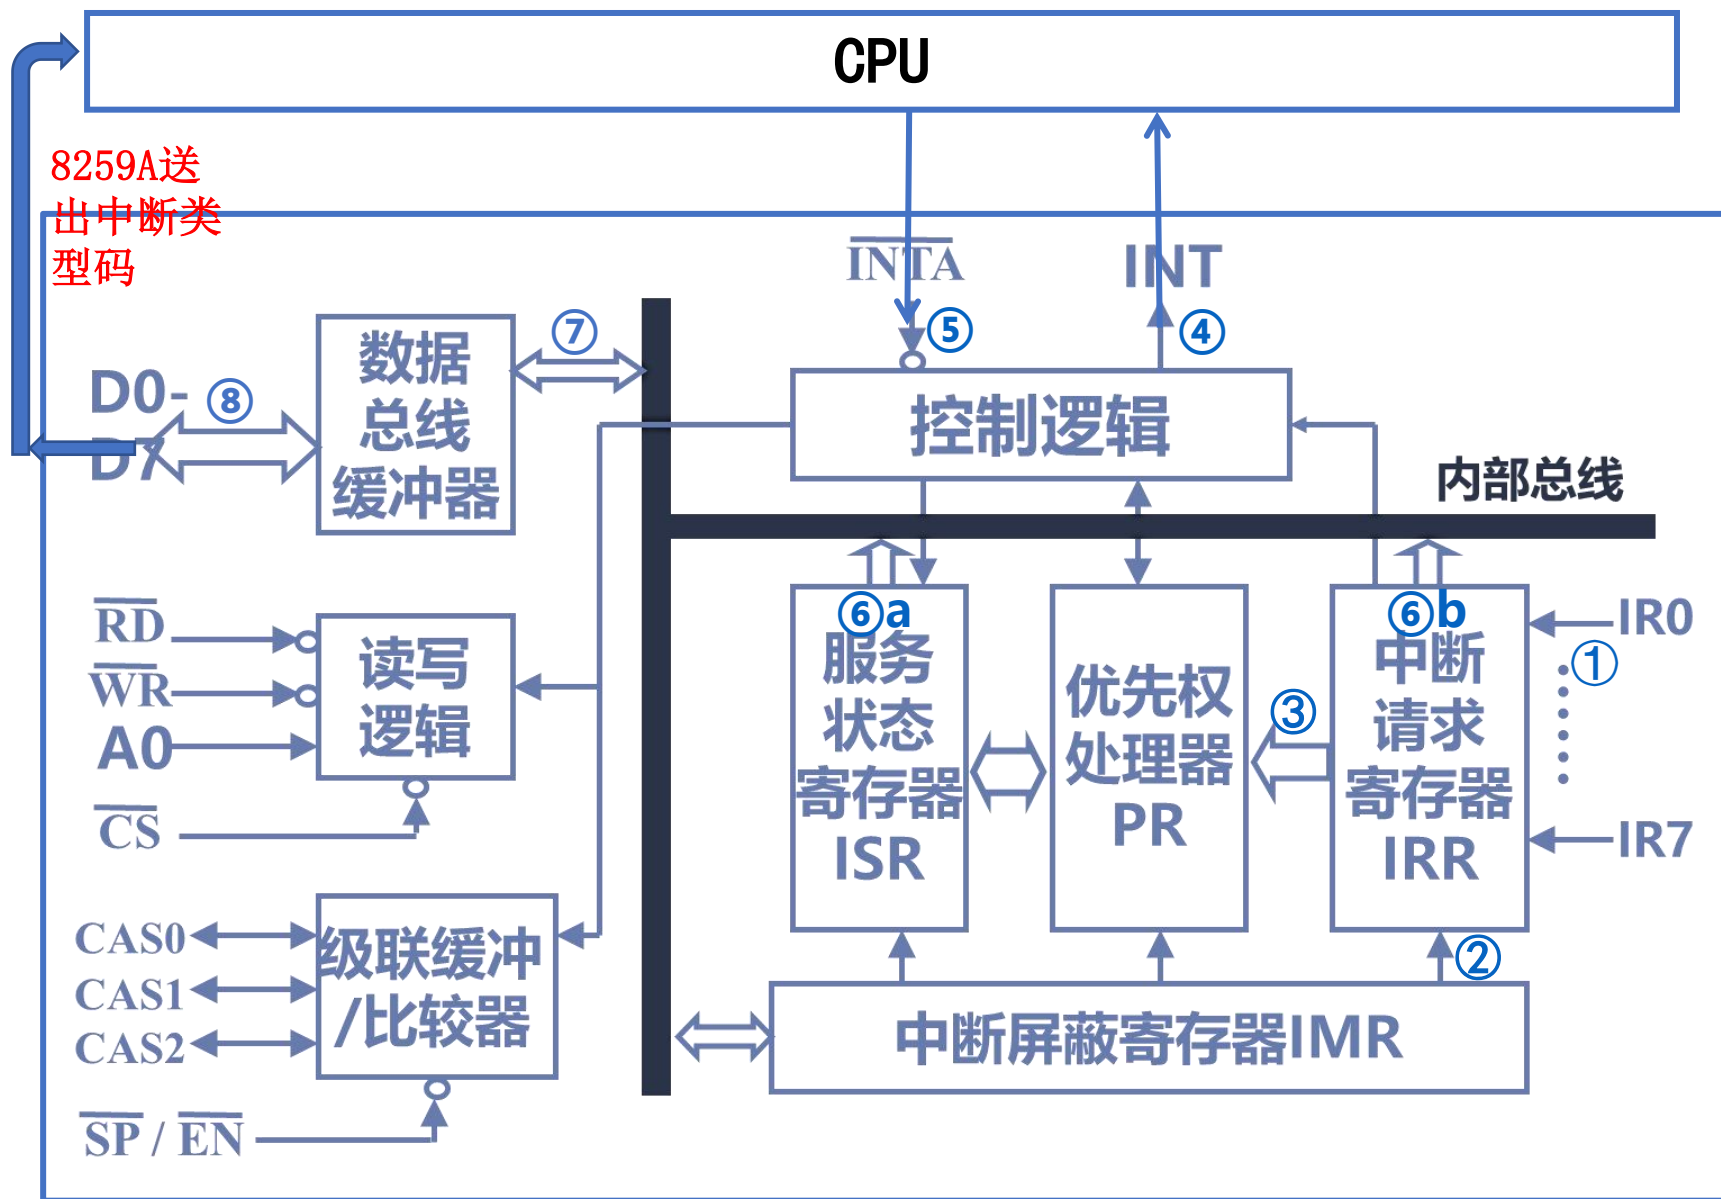 CPU
8259A送
出中断类
型码
INTA
INT
⑤
④
⑦
数据
总线
缓冲器
D0-
D7
⑧
控制逻辑
内部总线
RD
WR
A0
CS
读写
逻辑
⑥a
服务
状态
寄存器
ISR
优先权
处理器
PR
③
⑥b
中断
请求
寄存器
IRR
IR0
①
IR7
②
CAS0
CAS1
CAS2
级联缓冲
/比较器
中断屏蔽寄存器IMR
SP / EN